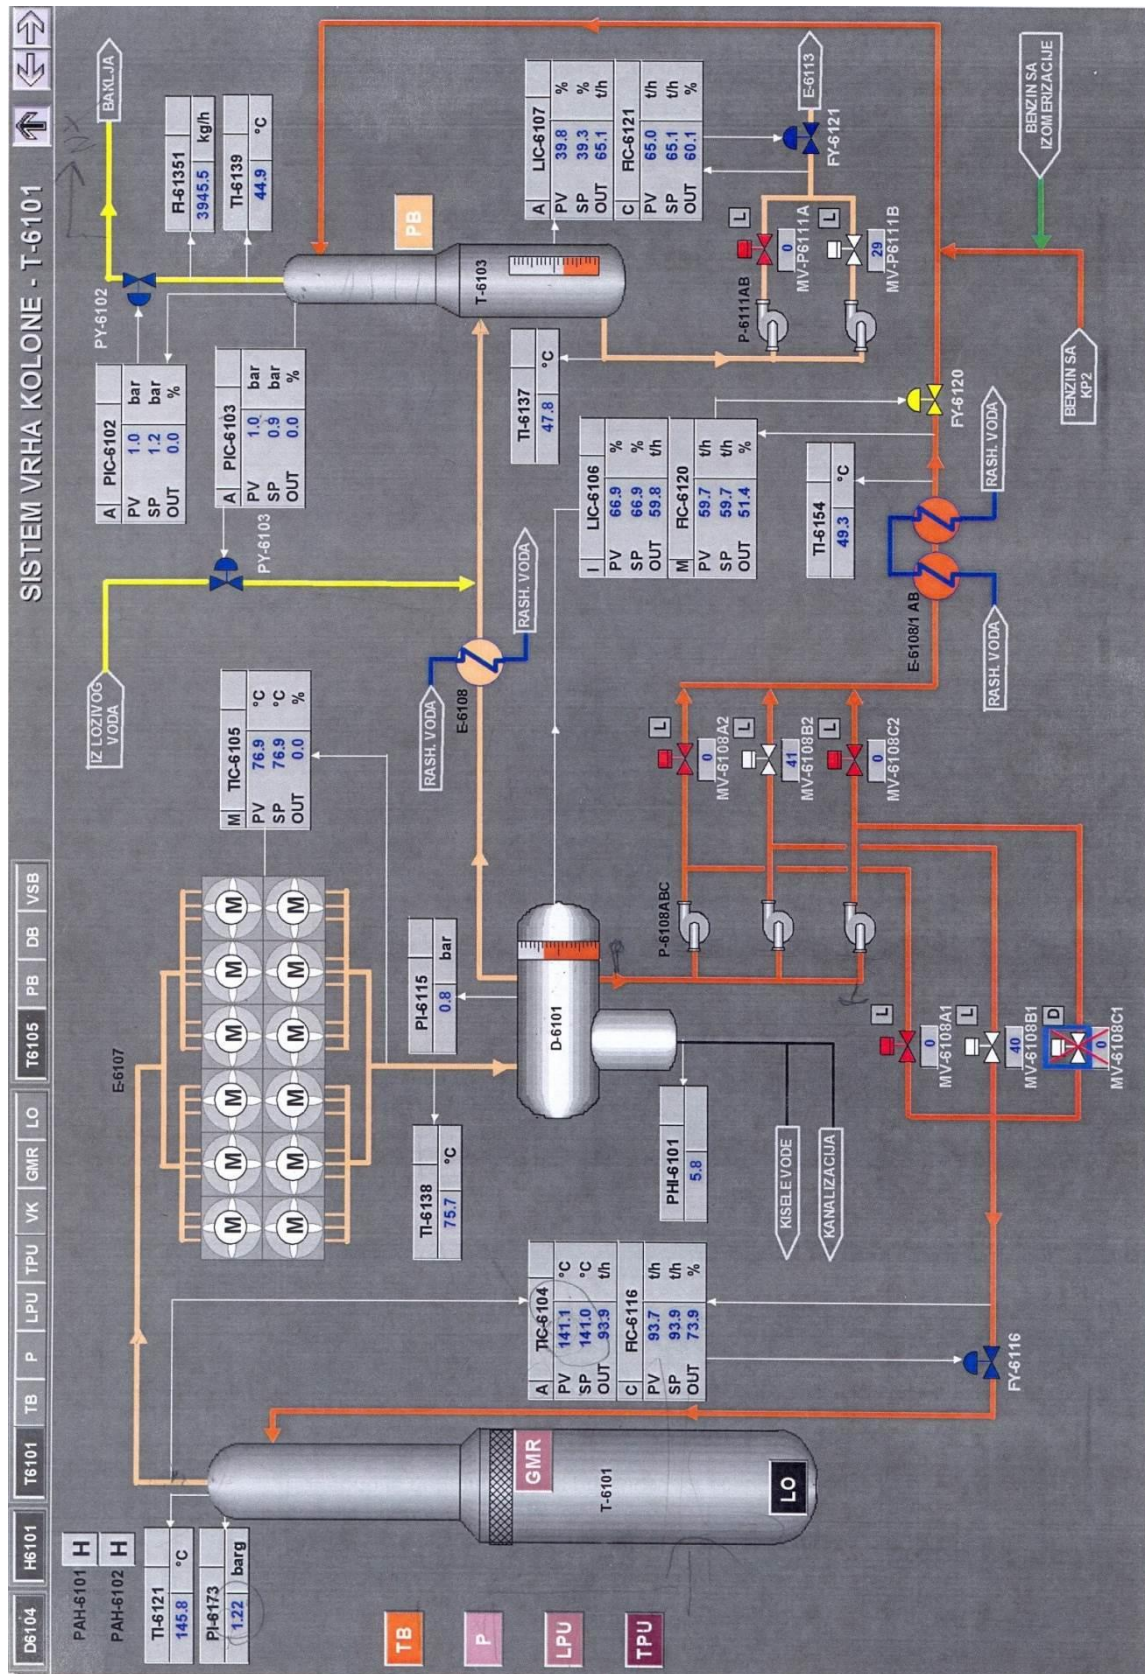 SISTEM VRHA KOLONE - T-6101
D6104
H6101
T6101
TB
P
LPU
TPU
VK
GMR
LO
T6105
PB
DB
VSB
PAH-6101
H
PAH-6102
H
TI-6121
145.8 °C
PI-6173
1.22 barg
TB
P
LPU
TPU
GMR
T-6101
LO
E-6107
M M M M M M M
M M M M M M M
TI-6138
75.7 °C
A TIC-6104
PV 141.1 °C
SP 141.0 °C
OUT 93.9 t/h
C FIC-6116
PV 93.7 t/h
SP 93.9 t/h
OUT 73.9 %
FY-6116
PHI-6101
5.8
KISELE VODE
KANALIZACIJA
PI-6115
0.8 bar
D-6101
M TIC-6105
PV 76.9 °C
SP 76.9 °C
OUT 0.0 %
IZ LOZIVOG
VODA
PY-6103
RASH. VODA
E-6108
RASH. VODA
A PIC-6102
PV 1.0 bar
SP 1.2 bar
OUT 0.0 %
A PIC-6103
PV 1.0 bar
SP 0.9 bar
OUT 0.0 %
PY-6102
BAKLJA
FI-61351
3945.5 kg/h
TI-6139
44.9 °C
PB
T-6103
A LIC-6107
PV 39.8 %
SP 39.3 %
OUT 65.1 t/h
C FIC-6121
PV 65.0 t/h
SP 65.1 t/h
OUT 60.1 %
E-6113
FY-6121
L
0
MV-P6111A
L
29
MV-P6111B
P-6111AB
TI-6137
47.8 °C
I LIC-6106
PV 66.9 %
SP 66.9 %
OUT 59.8 t/h
M FIC-6120
PV 59.7 t/h
SP 59.7 t/h
OUT 51.4 %
TI-6154
49.3 °C
FY-6120
RASH. VODA
E-6108/1 AB
RASH. VODA
BENZIN SA
KP2
BENZIN SA
IZOMERIZACIJE
P-6108ABC
L
0
MV-6108A2
L
41
MV-6108B2
L
0
MV-6108C2
L
0
MV-6108A1
L
40
MV-6108B1
D
0
MV-6108C1